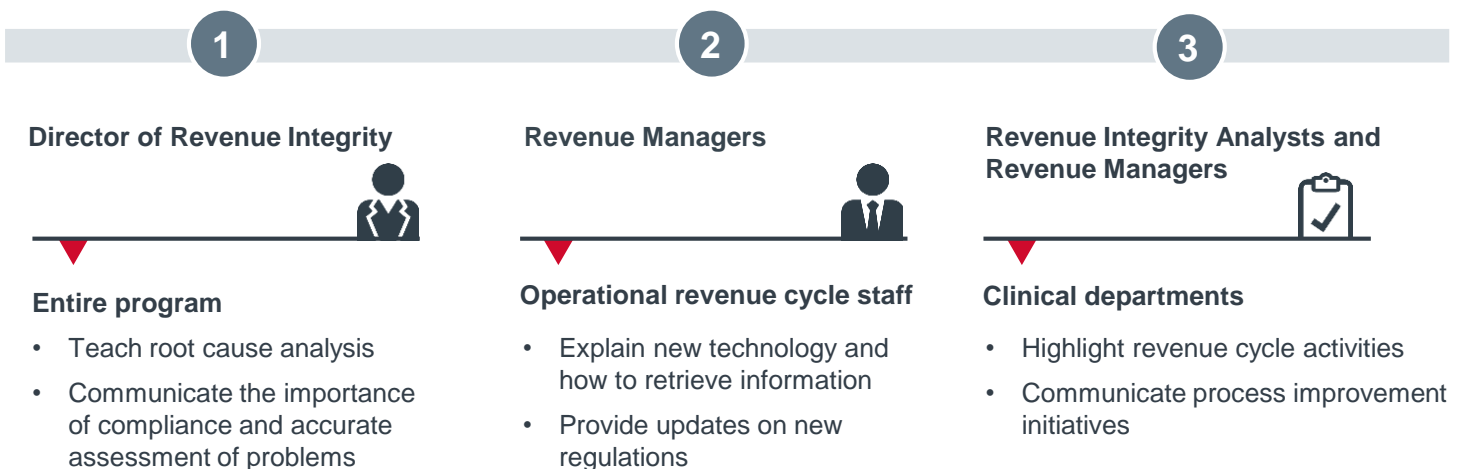 1
2
3
Director of Revenue Integrity
Entire program
• Teach root cause analysis
• Communicate the importance
of compliance and accurate
assessment of problems
Revenue Managers
Operational revenue cycle staff
• Explain new technology and
how to retrieve information
• Provide updates on new
regulations
Revenue Integrity Analysts and
Revenue Managers
Clinical departments
• Highlight revenue cycle activities
• Communicate process improvement
initiatives